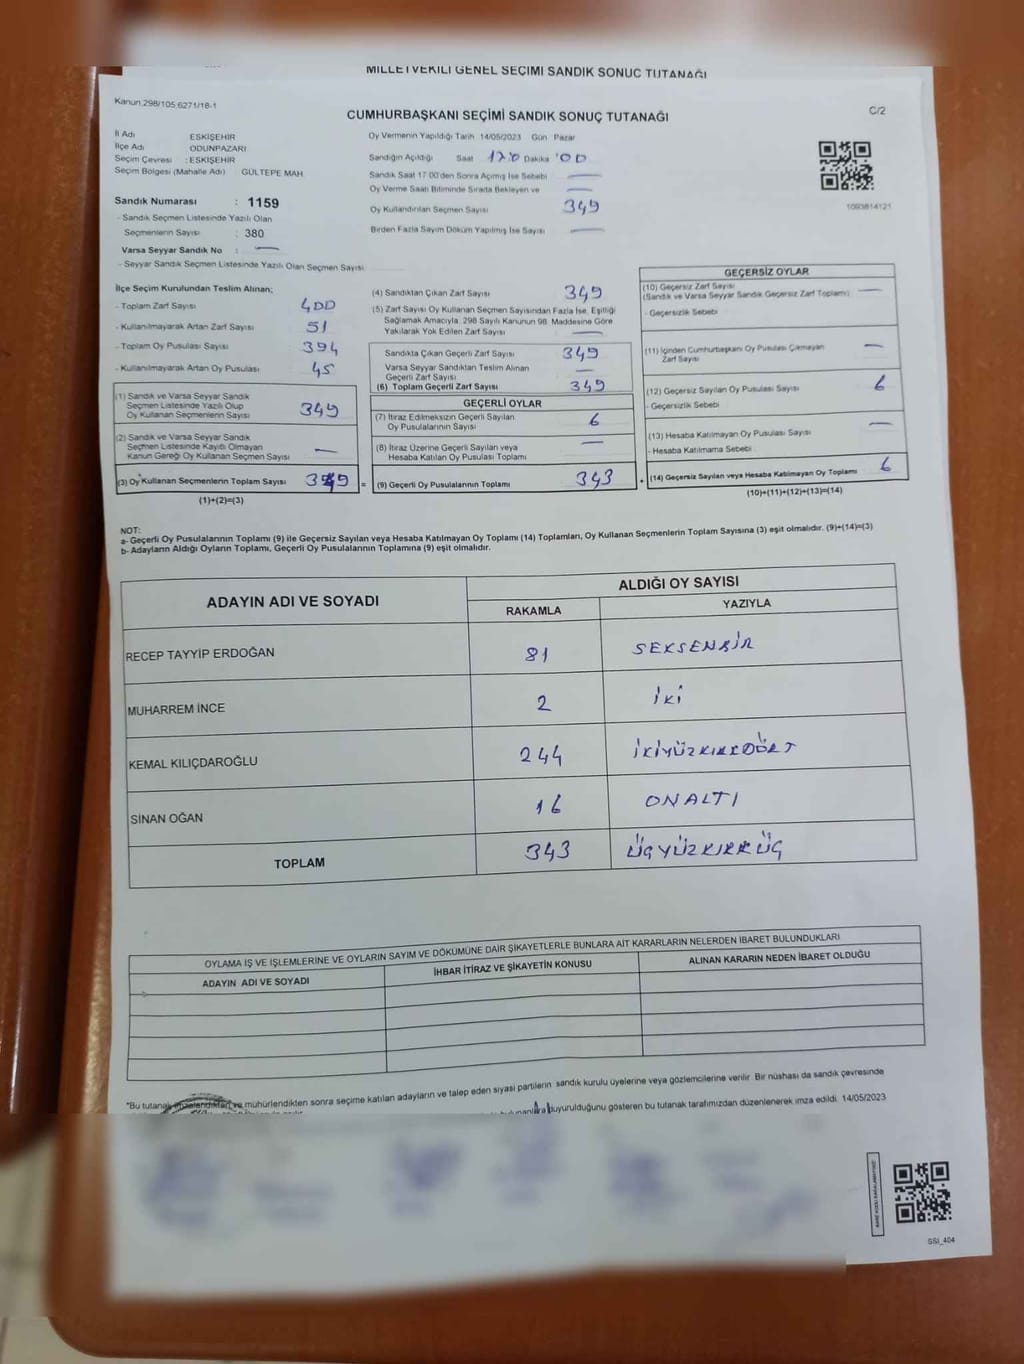 MİLLETVEKİLİ GENEL SEÇİMİ SANDIK SONUÇ TUTANAĞI
Kanun 298/105,6271/18-1
CUMHURBAŞKANI SEÇİMİ SANDIK SONUÇ TUTANAĞI
C/2
İl Adı ESKİŞEHİR
İlçe Adı ODUNPAZARI
Seçim Çevresi : ESKİŞEHİR
Seçim Bölgesi (Mahalle Adı) GÜLTEPE MAH.
Sandık Numarası : 1159
- Sandık Seçmen Listesinde Yazılı Olan
Seçmenlerin Sayısı : 380
Varsa Seyyar Sandık No : —
- Seyyar Sandık Seçmen Listesinde Yazılı Olan Seçmen Sayısı
Oy Vermenin Yapıldığı Tarih 14/05/2023 Gün Pazar
Sandığın Açıldığı Saat Dakika 00
Sandık Saat 17:00'den Sonra Açımış İse Sebebi —
Oy Verme Saati Bitiminde Sırada Bekleyen ve —
Oy Kullandırılan Seçmen Sayısı 349
Birden Fazla Sayım Döküm Yapılmış İse Sayısı —
1093814121
İlçe Seçim Kurulundan Teslim Alınan;
- Toplam Zarf Sayısı 400
- Kullanılmayarak Artan Zarf Sayısı 51
- Toplam Oy Pusulası Sayısı 394
- Kullanılmayarak Artan Oy Pusulası 45
(1) Sandık ve Varsa Seyyar Sandık
Seçmen Listesinde Yazılı Olup
Oy Kullanan Seçmenlerin Sayısı 349
(2) Sandık ve Varsa Seyyar Sandık
Seçmen Listesinde Kayıtlı Olmayan
Kanun Gereği Oy Kullanan Seçmen Sayısı —
(3) Oy Kullanan Seçmenlerin Toplam Sayısı 349 =
(1)+(2)=(3)
(4) Sandıktan Çıkan Zarf Sayısı 349
(5) Zarf Sayısı Oy Kullanan Seçmen Sayısından Fazla İse, Eşitliği
Sağlamak Amacıyla, 298 Sayılı Kanunun 98. Maddesine Göre
Yakılarak Yok Edilen Zarf Sayısı —
Sandıkta Çıkan Geçerli Zarf Sayısı 349
Varsa Seyyar Sandıktan Teslim Alınan
Geçerli Zarf Sayısı —
(6) Toplam Geçerli Zarf Sayısı 349
GEÇERLİ OYLAR
(7) İtiraz Edilmeksizin Geçerli Sayılan
Oy Pusulalarının Sayısı 6
(8) İtiraz Üzerine Geçerli Sayılan veya
Hesaba Katılan Oy Pusulası Toplamı —
(9) Geçerli Oy Pusulalarının Toplamı 343 +
GEÇERSİZ OYLAR
(10) Geçersiz Zarf Sayısı —
(Sandık ve Varsa Seyyar Sandık Geçersiz Zarf Toplamı)
- Geçersizlik Sebebi
(11) İçinden Cumhurbaşkanı Oy Pusulası Çıkmayan
Zarf Sayısı —
(12) Geçersiz Sayılan Oy Pusulası Sayısı 6
- Geçersizlik Sebebi
(13) Hesaba Katılmayan Oy Pusulası Sayısı —
- Hesaba Katılmama Sebebi
(14) Geçersiz Sayılan veya Hesaba Katılmayan Oy Toplamı 6
(10)+(11)+(12)+(13)=(14)
NOT:
a- Geçerli Oy Pusulalarının Toplamı (9) ile Geçersiz Sayılan veya Hesaba Katılmayan Oy Toplamı (14) Toplamları, Oy Kullanan Seçmenlerin Toplam Sayısına (3) eşit olmalıdır. (9)+(14)=(3)
b- Adayların Aldığı Oyların Toplamı, Geçerli Oy Pusulalarının Toplamına (9) eşit olmalıdır.
ADAYIN ADI VE SOYADI
ALDIĞI OY SAYISI
RAKAMLA YAZIYLA
RECEP TAYYİP ERDOĞAN 81 SEKSENBİR
MUHARREM İNCE 2 İKİ
KEMAL KILIÇDAROĞLU 244 İKİYÜZKIRKDÖRT
SİNAN OĞAN 16 ONALTI
TOPLAM 343 ÜÇYÜZKIRKÜÇ
OYLAMA İŞ VE İŞLEMLERİNE VE OYLARIN SAYIM VE DÖKÜMÜNE DAİR ŞİKAYETLERLE BUNLARA AİT KARARLARIN NELERDEN İBARET BULUNDUKLARI
ADAYIN ADI VE SOYADI İHBAR İTİRAZ VE ŞİKAYETİN KONUSU ALINAN KARARIN NEDEN İBARET OLDUĞU
*Bu tutanak ve mühürlendikten sonra seçime katılan adayların ve talep eden siyasi partilerin sandık kurulu üyelerine veya gözlemcilerine verilir. Bir nüshası da sandık çevresinde
duyurulduğunu gösteren bu tutanak tarafımızdan düzenlenerek imza edildi. 14/05/2023
SSI_404